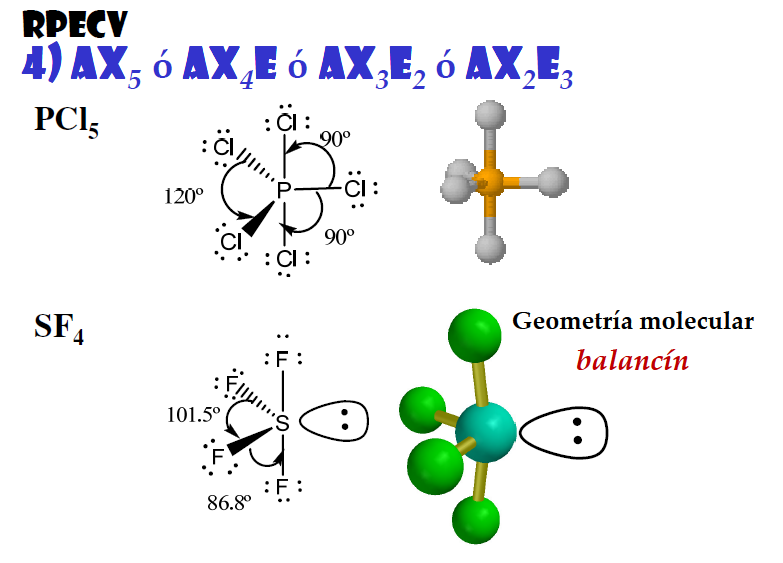 RPECV
4) AX5 ó AX4E ó AX3E2 ó AX2E3
PCl5
Cl
Cl
90º
Cl
P
120º
Cl
90º
Cl
SF4
Geometría molecular
balancín
F
F
101.5º
S
F
F
86.8º